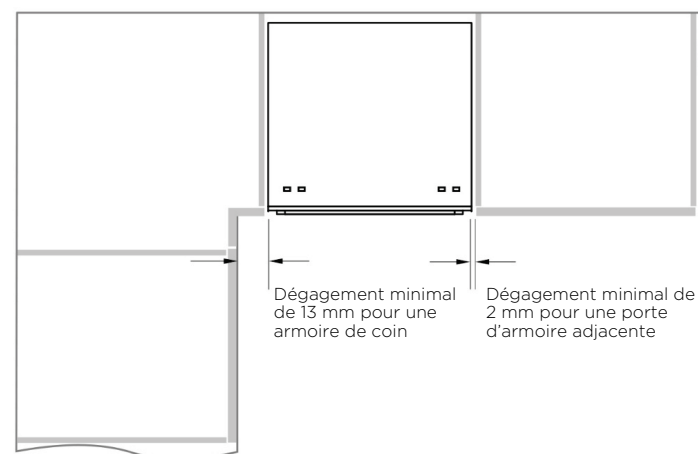 Dégagement minimal
de 13 mm pour une
armoire de coin
Dégagement minimal de
2 mm pour une porte
d'armoire adjacente